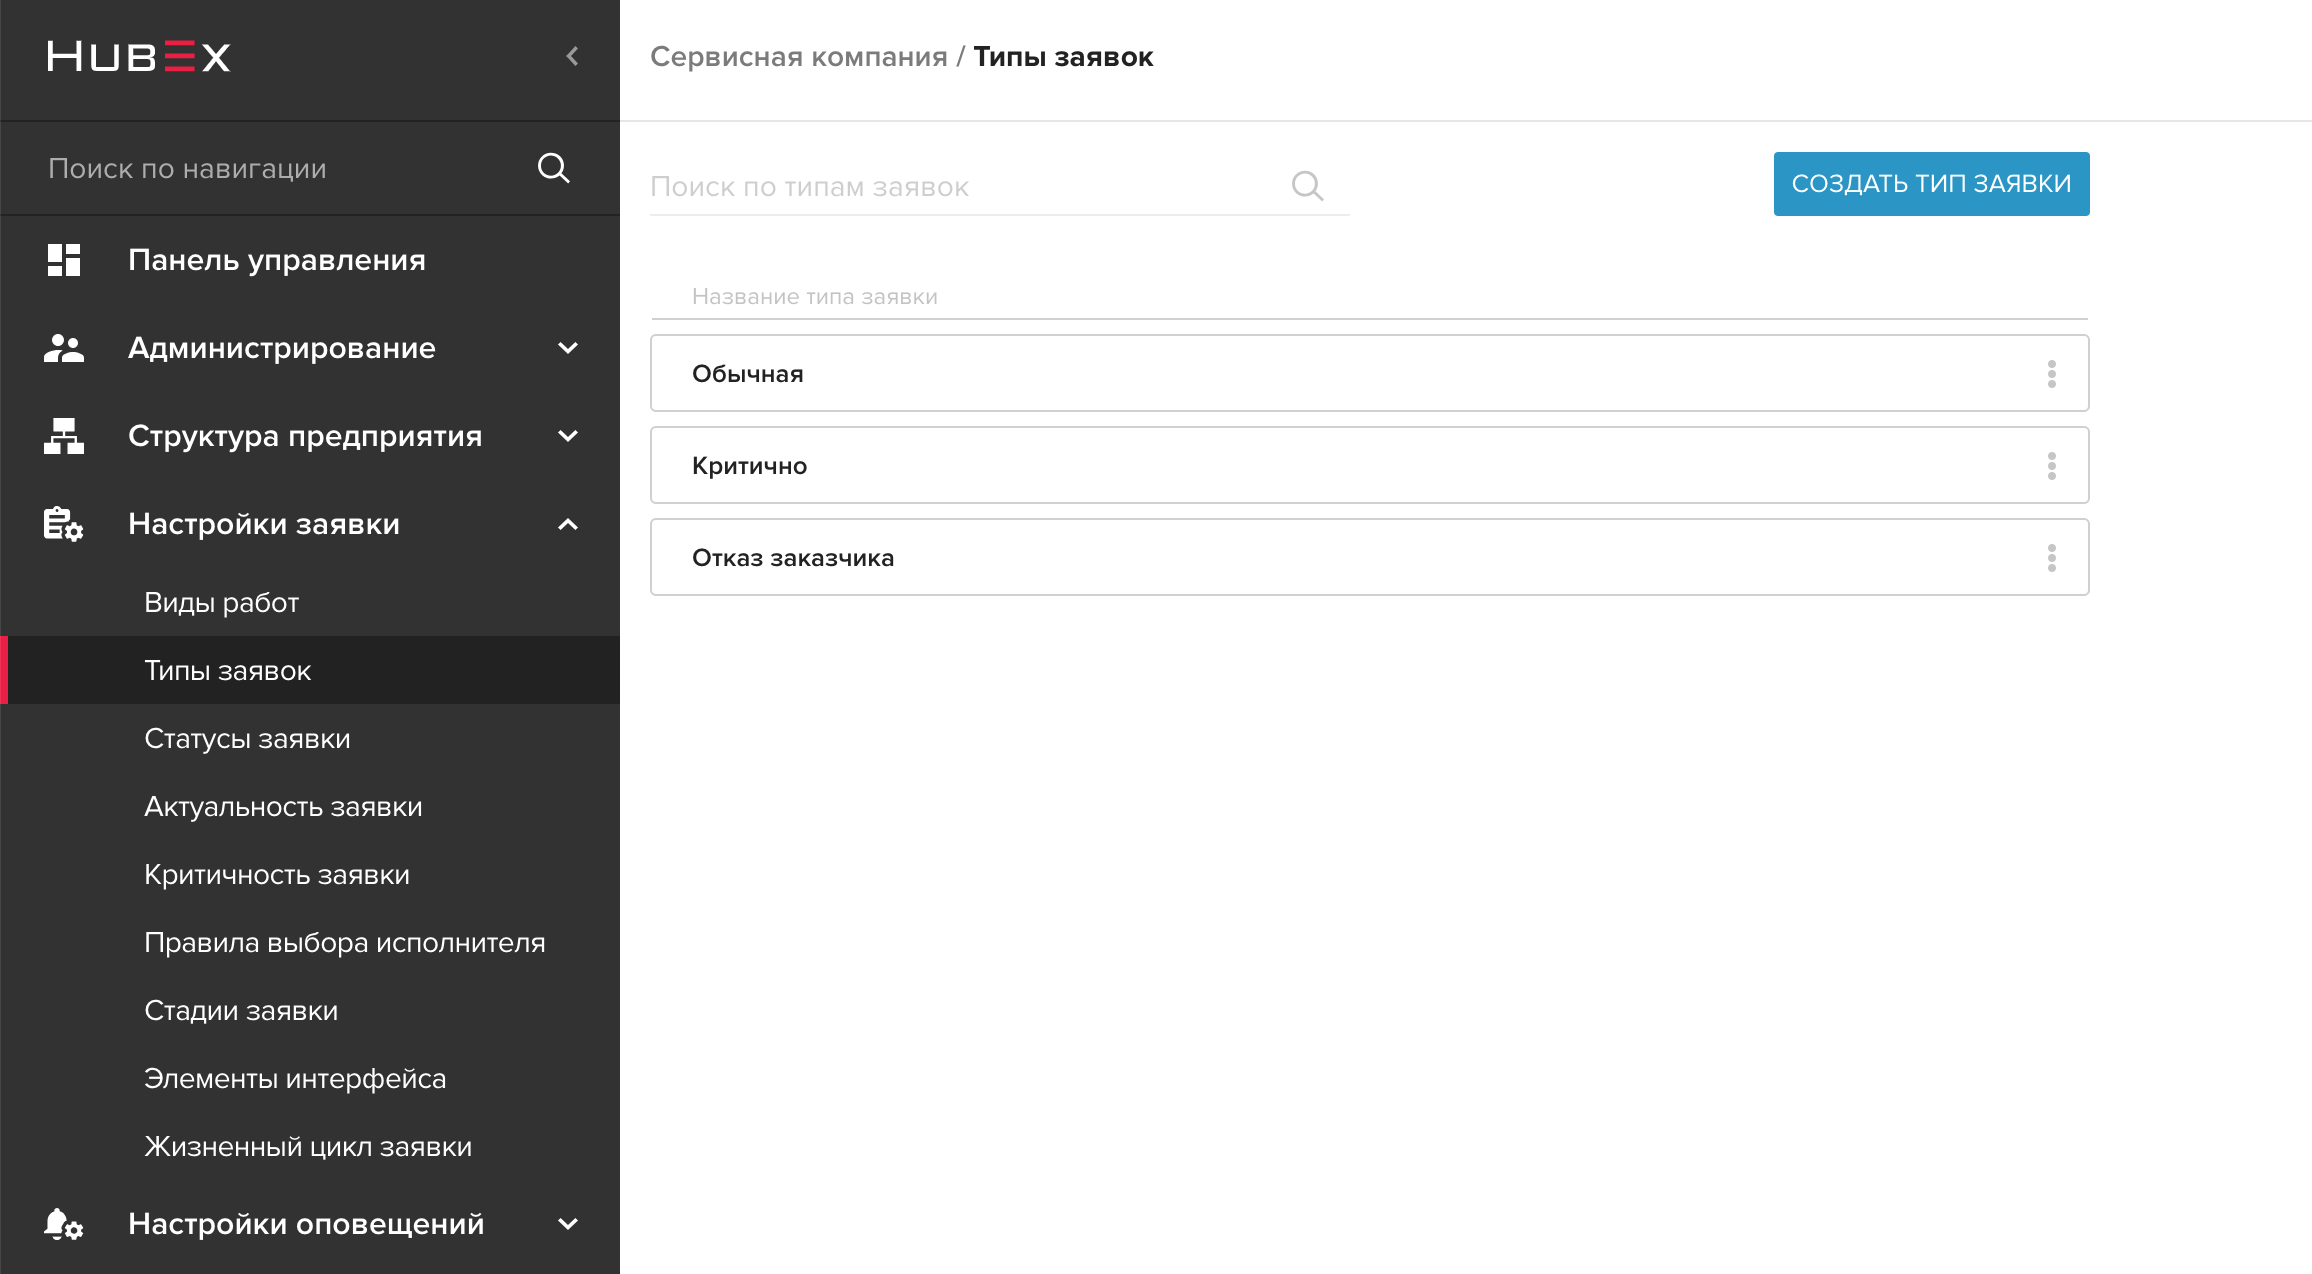 HUBEX
Поиск по навигации
Панель управления
Администрирование
Структура предприятия
Настройки заявки
Виды работ
Типы заявок
Статусы заявки
Актуальность заявки
Критичность заявки
Правила выбора исполнителя
Стадии заявки
Элементы интерфейса
Жизненный цикл заявки
Настройки оповещений
Сервисная компания / Типы заявок
Поиск по типам заявок
СОЗДАТЬ ТИП ЗАЯВКИ
Название типа заявки
Обычная
Критично
Отказ заказчика